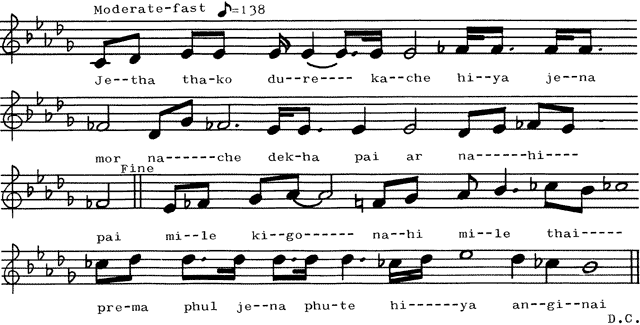 Moderate-fast ♪=138
Je--tha tha-ko du--re---- ka--che hi--ya je--na
mor na------che dek-ha pai ar na------hi----
Fine
pai mi--le ki-go----- na--hi mi--le thai-----
pre-ma phul je--na phu-te hi------ya an--gi-nai
D.C.